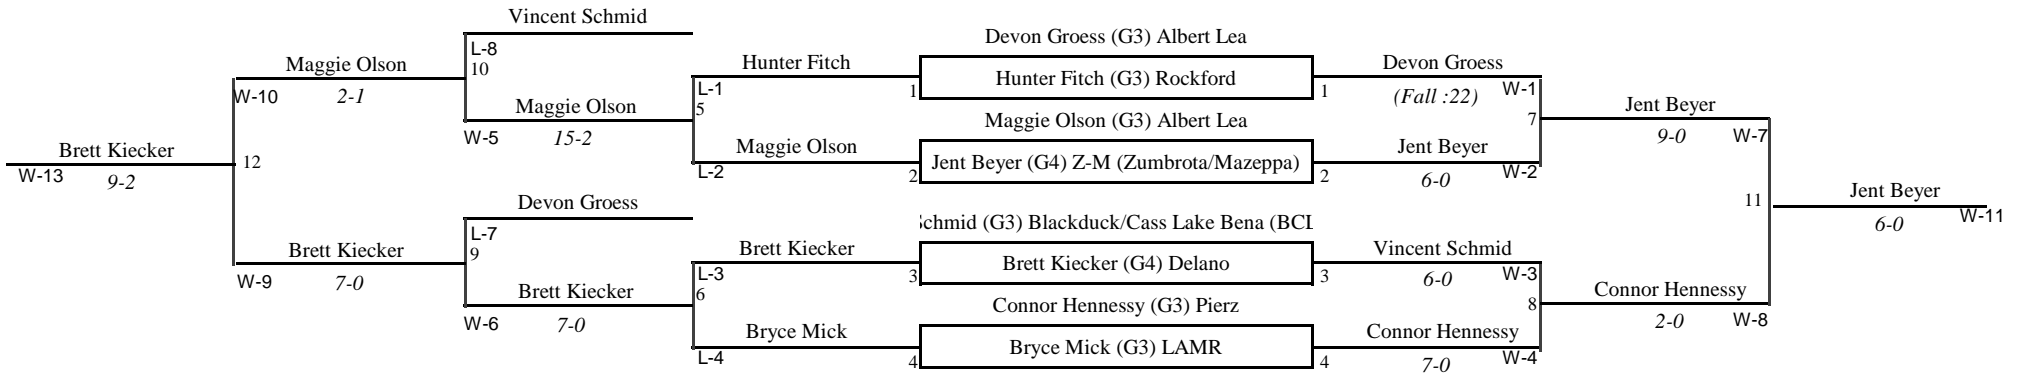 Vincent Schmid
Devon Groess (G3) Albert Lea
L-8
Maggie Olson
10
Hunter Fitch
Hunter Fitch (G3) Rockford
Devon Groess
W-10
2-1
L-1
1
1
(Fall :22)
W-1
Maggie Olson
5
Jent Beyer
W-5
15-2
Maggie Olson (G3) Albert Lea
7
9-0
W-7
Brett Kiecker
12
Maggie Olson
Jent Beyer (G4) Z-M (Zumbrota/Mazeppa)
Jent Beyer
W-13
9-2
L-2
2
2
6-0
W-2
Devon Groess
11
Jent Beyer
6-0
W-11
L-7
Schmid (G3) Blackduck/Cass Lake Bena (BCL
Brett Kiecker
9
Brett Kiecker
Brett Kiecker (G4) Delano
Vincent Schmid
W-9
7-0
L-3
3
3
6-0
W-3
Brett Kiecker
6
Connor Hennessy (G3) Pierz
8
Connor Hennessy
W-6
7-0
2-0
W-8
Bryce Mick
Bryce Mick (G3) LAMR
Connor Hennessy
L-4
4
4
7-0
W-4